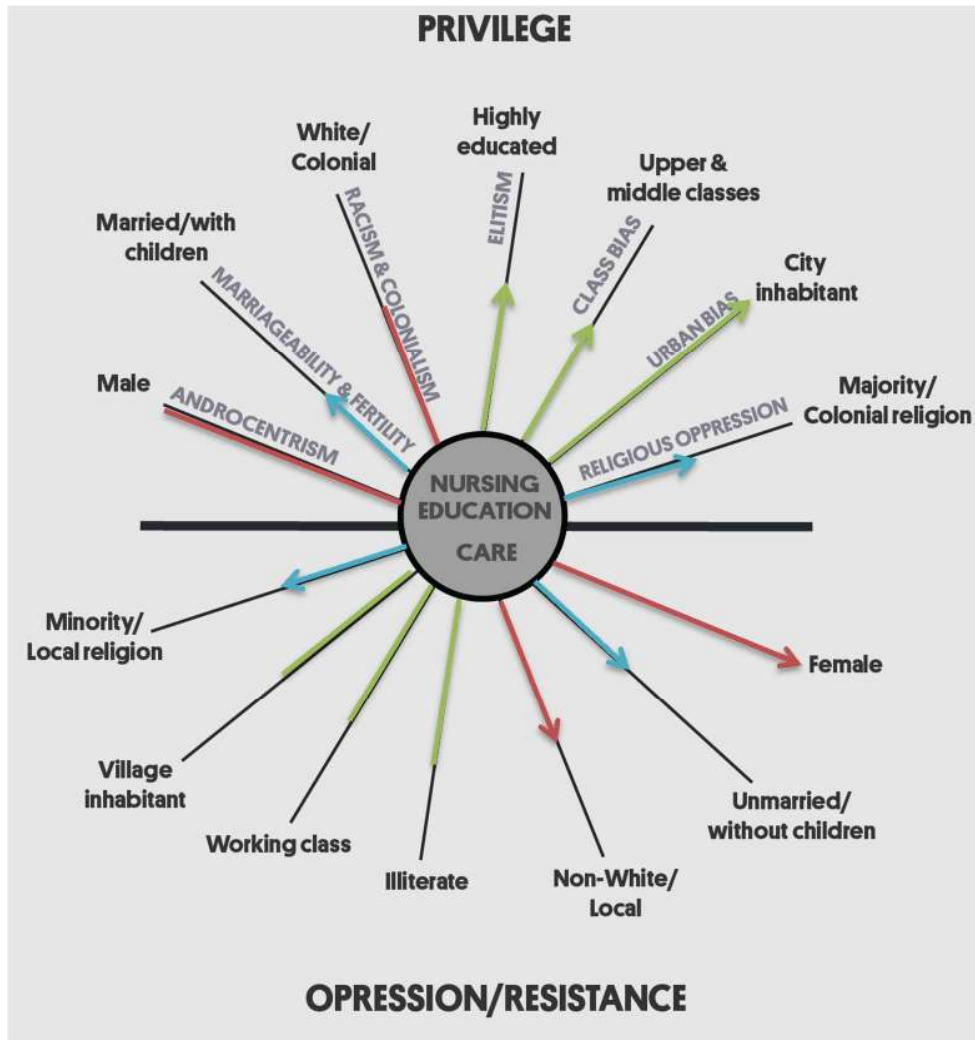 PRIVILEGE
White/
Colonial
Highly
educated
Upper &
middle classes
Married/with
children
City
inhabitant
Male
Majority/
Colonial religion
ANDROCENTRISM
MARRIAGEABILITY & FERTILITY
RACISM & COLONIALISM
ELITISM
CLASS BIAS
URBAN BIAS
RELIGIOUS OPPRESSION
NURSING
EDUCATION
CARE
Minority/
Local religion
Village
inhabitant
Working class
Illiterate
Non-White/
Local
Unmarried/
without children
Female
OPRESSION/RESISTANCE